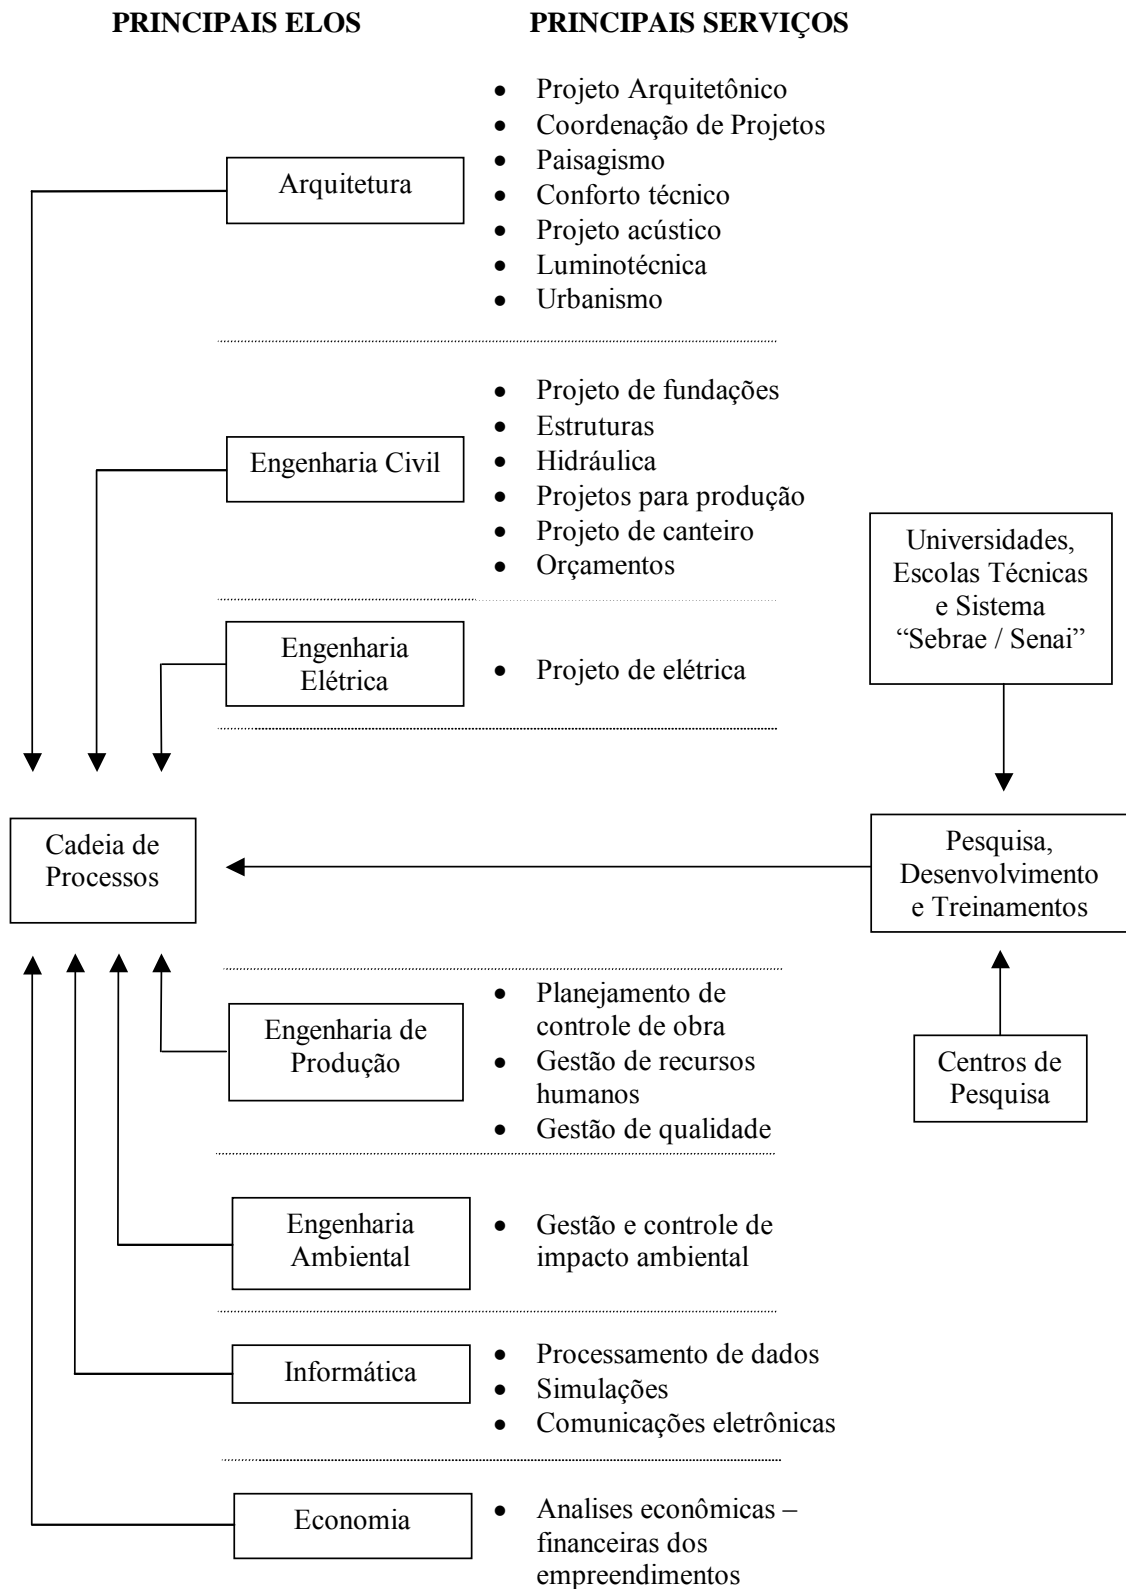 PRINCIPAIS ELOS
PRINCIPAIS SERVIÇOS
Arquitetura
• Projeto Arquitetônico
• Coordenação de Projetos
• Paisagismo
• Conforto técnico
• Projeto acústico
• Luminotécnica
• Urbanismo
Engenharia Civil
• Projeto de fundações
• Estruturas
• Hidráulica
• Projetos para produção
• Projeto de canteiro
• Orçamentos
Universidades,
Escolas Técnicas
e Sistema
“Sebrae / Senai”
Engenharia
Elétrica
• Projeto de elétrica
Cadeia de
Processos
Pesquisa,
Desenvolvimento
e Treinamentos
Engenharia de
Produção
• Planejamento de
controle de obra
• Gestão de recursos
humanos
• Gestão de qualidade
Centros de
Pesquisa
Engenharia
Ambiental
• Gestão e controle de
impacto ambiental
Informática
• Processamento de dados
• Simulações
• Comunicações eletrônicas
Economia
• Analises econômicas –
financeiras dos
empreendimentos